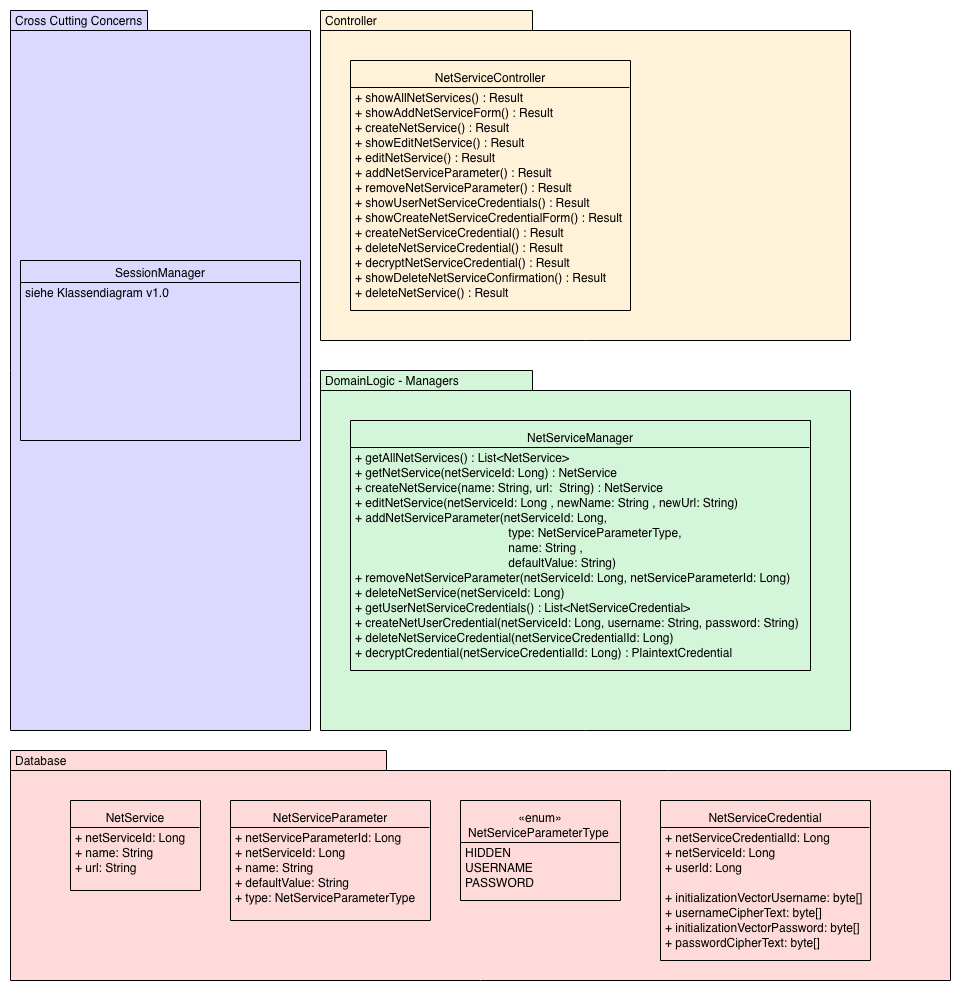 Cross Cutting Concerns
SessionManager
siehe Klassendiagram v1.0
Controller
NetServiceController
+ showAllNetServices() : Result
+ showAddNetServiceForm() : Result
+ createNetService() : Result
+ showEditNetService() : Result
+ editNetService() : Result
+ addNetServiceParameter() : Result
+ removeNetServiceParameter() : Result
+ showUserNetServiceCredentials() : Result
+ showCreateNetServiceCredentialForm() : Result
+ createNetServiceCredential() : Result
+ deleteNetServiceCredential() : Result
+ decryptNetServiceCredential() : Result
+ showDeleteNetServiceConfirmation() : Result
+ deleteNetService() : Result
DomainLogic - Managers
NetServiceManager
+ getAllNetServices() : List<NetService>
+ getNetService(netServiceId: Long) : NetService
+ createNetService(name: String, url:  String) : NetService
+ editNetService(netServiceId: Long , newName: String , newUrl: String)
+ addNetServiceParameter(netServiceId: Long,
type: NetServiceParameterType,
name: String ,
defaultValue: String)
+ removeNetServiceParameter(netServiceId: Long, netServiceParameterId: Long)
+ deleteNetService(netServiceId: Long)
+ getUserNetServiceCredentials() : List<NetServiceCredential>
+ createNetUserCredential(netServiceId: Long, username: String, password: String)
+ deleteNetServiceCredential(netServiceCredentialId: Long)
+ decryptCredential(netServiceCredentialId: Long) : PlaintextCredential
Database
NetService
+ netServiceId: Long
+ name: String
+ url: String
NetServiceParameter
+ netServiceParameterId: Long
+ netServiceId: Long
+ name: String
+ defaultValue: String
+ type: NetServiceParameterType
«enum»
NetServiceParameterType
HIDDEN
USERNAME
PASSWORD
NetServiceCredential
+ netServiceCredentialId: Long
+ netServiceId: Long
+ userId: Long
+ initializationVectorUsername: byte[]
+ usernameCipherText: byte[]
+ initializationVectorPassword: byte[]
+ passwordCipherText: byte[]